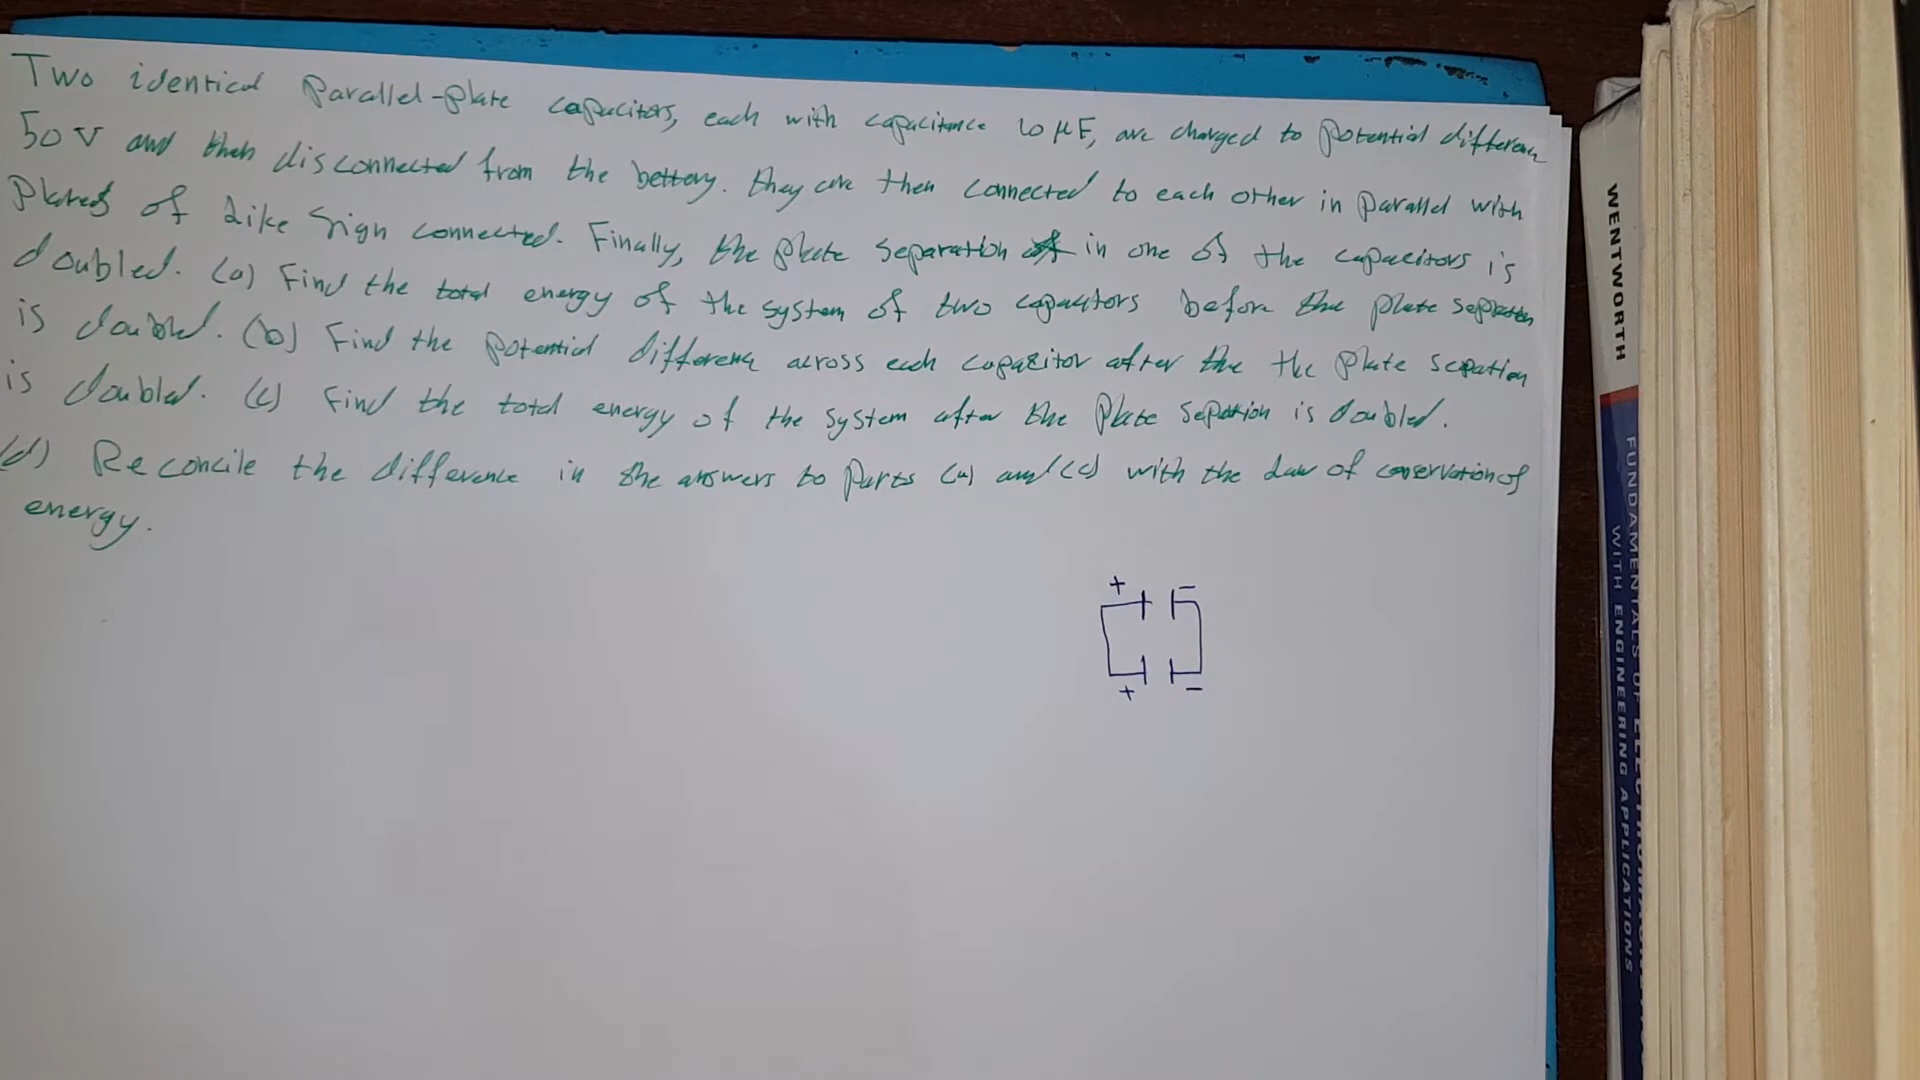 Two identical parallel-plate capacitors, each with capacitance 10 μF, are charged to potential difference
50 V and then disconnected from the bettery. they are then connected to each other in parallel with
plates of Like sign connected. Finally, the plate separation in one of the capacitors is
doubled. (a) Find the total energy of the system of two capacitors before the plate separation
is doubled. (b) Find the potential difference across each capacitor after the the plate sepation
is doubled. (c) Find the total energy of the system after the plate sepation is doubled.
(d) Reconcile the difference in the answers to parts (a) and (c) with the Law of conservation of
energy.
+ −
+ −
WENTWORTH
FUNDAMENTALS OF ELECTROMAGNETICS
WITH ENGINEERING APPLICATIONS